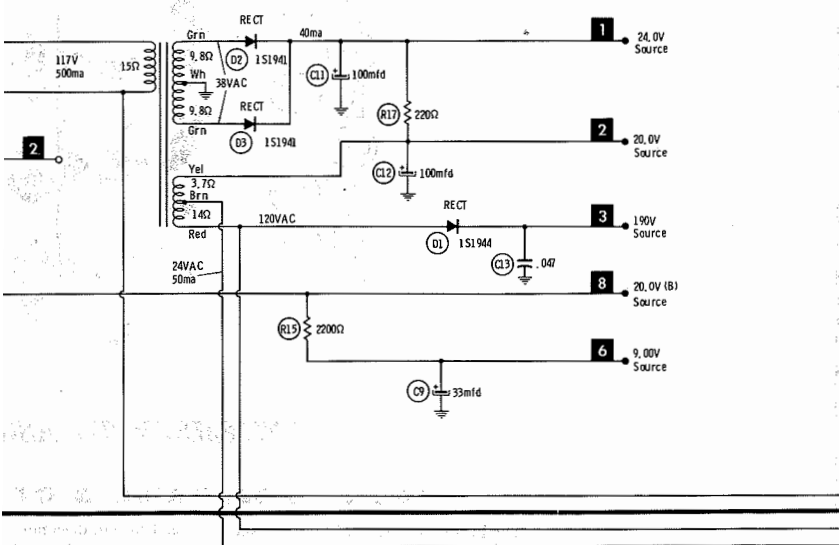 RECT
Grn
40ma
1
24.0V
Source
117V
500ma
15Ω
9.8Ω
D2
1S1941
Wh
38VAC
C11
+
100mfd
RECT
9.8Ω
R17
220Ω
Grn
D3
1S1941
2
20.0V
Source
2
Yel
3.7Ω
C12
+
100mfd
Brn
14Ω
RECT
120VAC
3
190V
Source
Red
D1
1S1944
C13
.047
24VAC
50ma
8
20.0V (B)
Source
R15
2200Ω
6
9.00V
Source
C9
+
33mfd